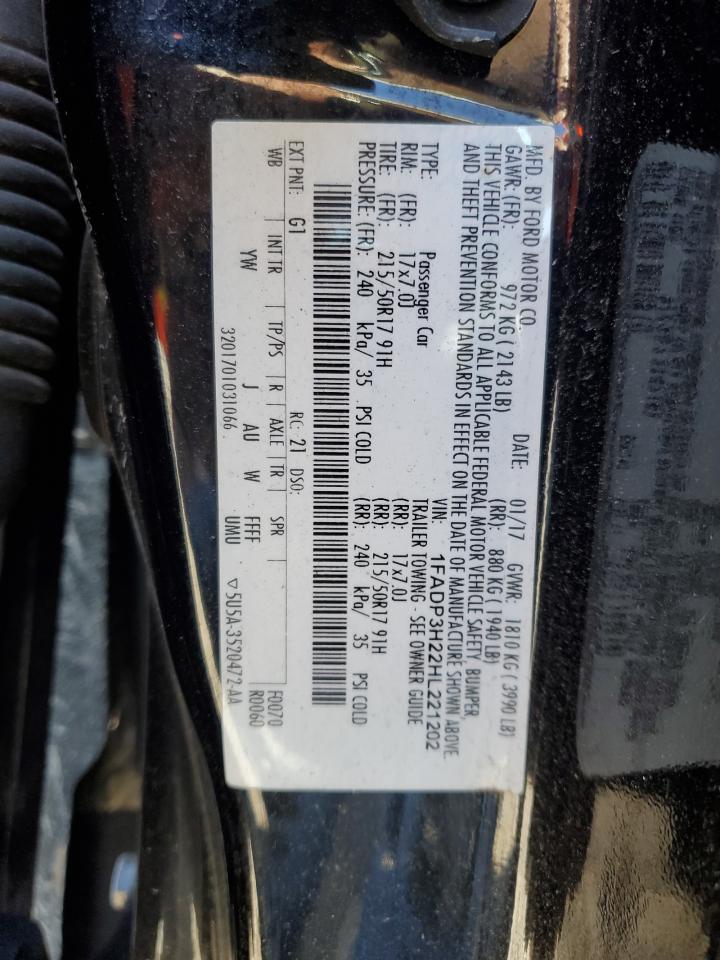 MFD. BY FORD MOTOR CO.
DATE: 01/17 GVWR: 1810 KG ( 3990 LB)
GAWR: (FR): 972 KG ( 2143 LB) (RR): 880 KG ( 1940 LB)
THIS VEHICLE CONFORMS TO ALL APPLICABLE FEDERAL MOTOR VEHICLE SAFETY, BUMPER,
AND THEFT PREVENTION STANDARDS IN EFFECT ON THE DATE OF MANUFACTURE SHOWN ABOVE.
VIN: 1FADP3H22HL221202
TYPE: Passenger Car TRAILER TOWING - SEE OWNER GUIDE
RIM: (FR): 17x7.0J (RR): 17x7.0J
TIRE: (FR): 215/50R17 91H (RR): 215/50R17 91H
PRESSURE: (FR): 240 kPa/ 35 PSI COLD (RR): 240 kPa/ 35 PSI COLD
EXT PNT: G1 RC: 21 DSO: F0070
WB INT TR TP/PS R AXLE TR SPR R0060
YW J AU W FFFF
3201701031066 UMU ▽5U5A-3520472-AA